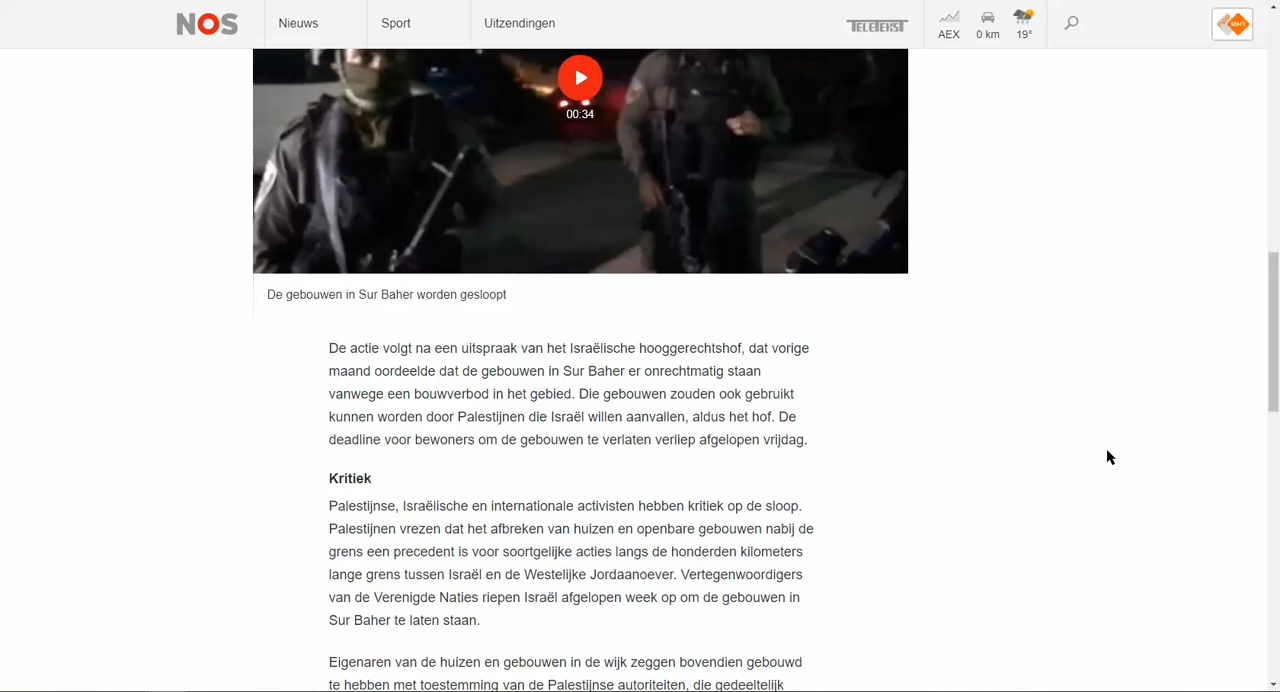 NOS
Nieuws
Sport
Uitzendingen
TELETEKST
AEX
0 km
19°
START
00:34
De gebouwen in Sur Baher worden gesloopt
De actie volgt na een uitspraak van het Israëlische hooggerechtshof, dat vorige
maand oordeelde dat de gebouwen in Sur Baher er onrechtmatig staan
vanwege een bouwverbod in het gebied. Die gebouwen zouden ook gebruikt
kunnen worden door Palestijnen die Israël willen aanvallen, aldus het hof. De
deadline voor bewoners om de gebouwen te verlaten verliep afgelopen vrijdag.
Kritiek
Palestijnse, Israëlische en internationale activisten hebben kritiek op de sloop.
Palestijnen vrezen dat het afbreken van huizen en openbare gebouwen nabij de
grens een precedent is voor soortgelijke acties langs de honderden kilometers
lange grens tussen Israël en de Westelijke Jordaanoever. Vertegenwoordigers
van de Verenigde Naties riepen Israël afgelopen week op om de gebouwen in
Sur Baher te laten staan.
Eigenaren van de huizen en gebouwen in de wijk zeggen bovendien gebouwd
te hebben met toestemming van de Palestijnse autoriteiten, die gedeeltelijk